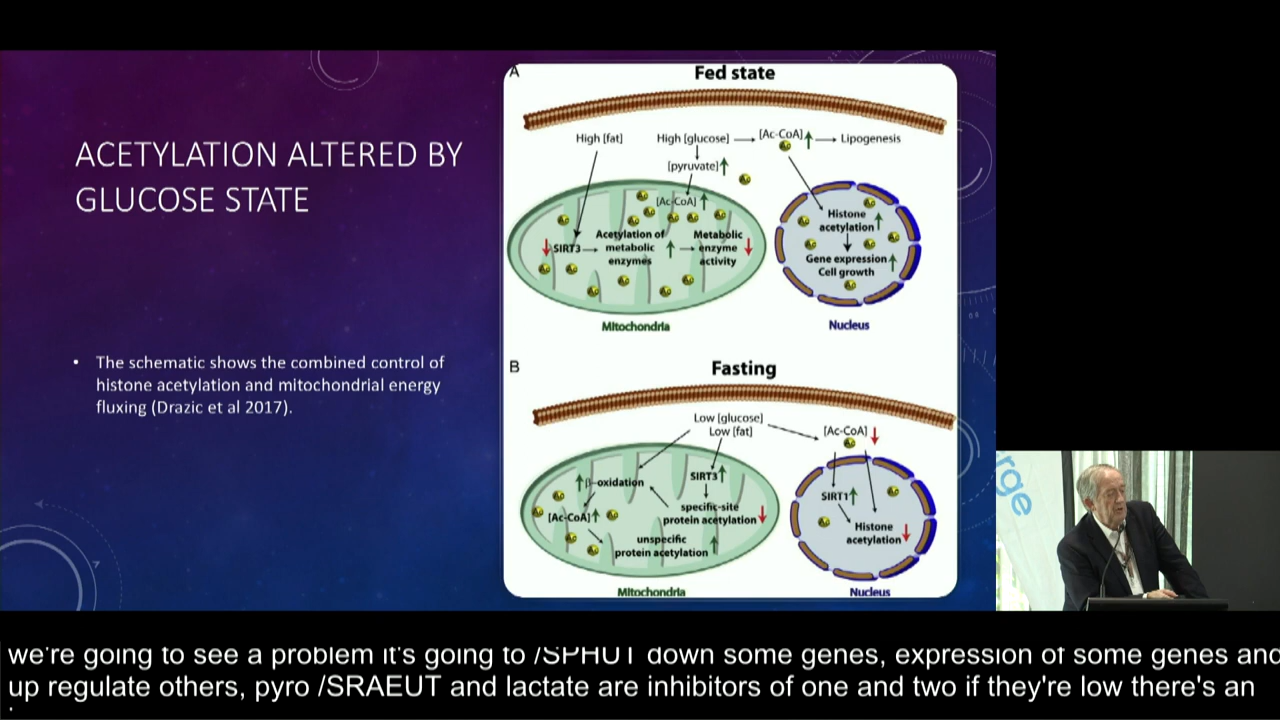 ACETYLATION ALTERED BY
GLUCOSE STATE
• The schematic shows the combined control of
histone acetylation and mitochondrial energy
fluxing (Drazic et al 2017).
A
Fed state
High [fat]
High [glucose]
[Ac-CoA]
Lipogenesis
[pyruvate]
[Ac-CoA]
SIRT3
Acetylation of
metabolic
enzymes
Metabolic
enzyme
activity
Ac
Mitochondria
Histone
acetylation
Gene expression
Cell growth
Nucleus
B
Fasting
Low [glucose]
Low [fat]
[Ac-CoA]
β-oxidation
SIRT3
[Ac-CoA]
specific-site
protein acetylation
unspecific
protein acetylation
Mitochondria
SIRT1
Histone
acetylation
Nucleus
rge
we're going to see a problem it's going to /SPHUT down some genes, expression of some genes and
up regulate others, pyro /SRAEUT and lactate are inhibitors of one and two if they're low there's an